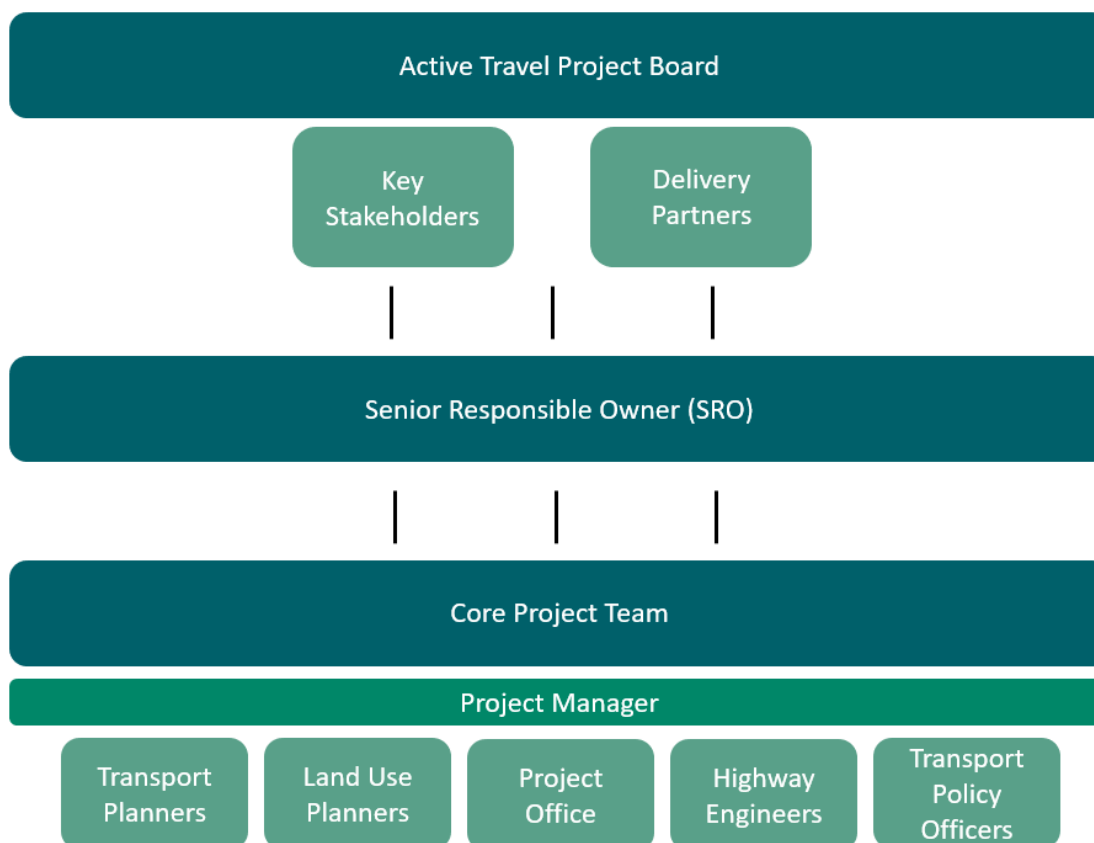 Active Travel Project Board
Key
Stakeholders
Delivery
Partners
Senior Responsible Owner (SRO)
Core Project Team
Project Manager
Transport
Planners
Land Use
Planners
Project
Office
Highway
Engineers
Transport
Policy
Officers